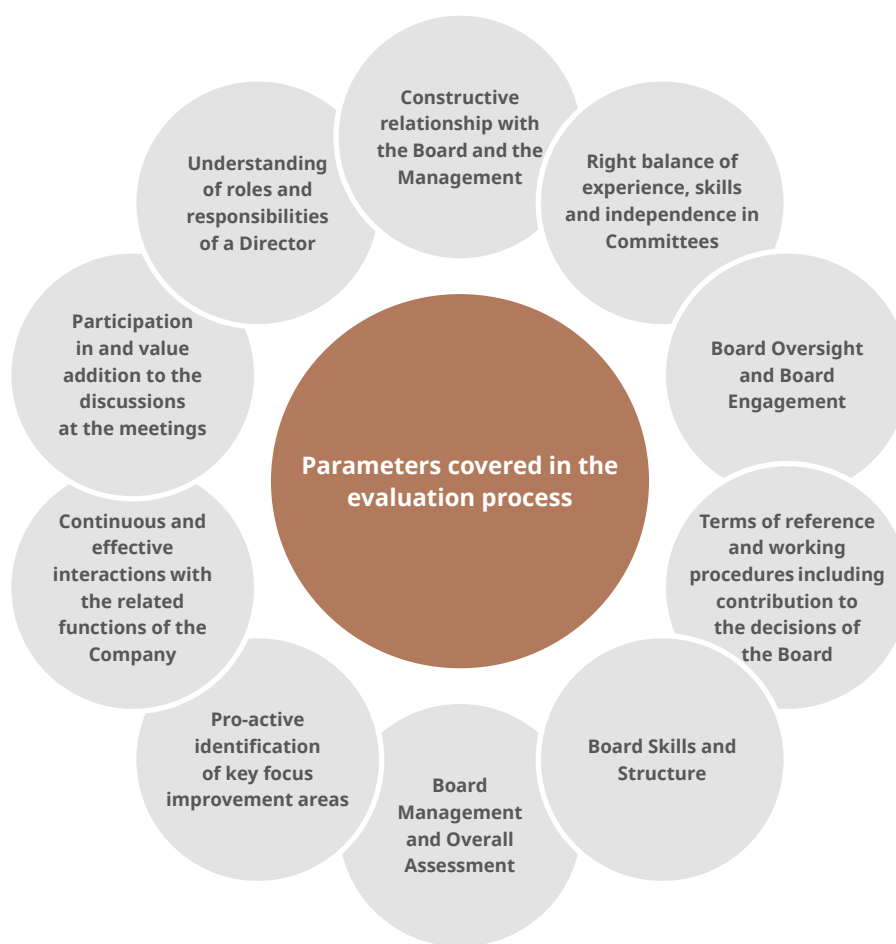 Constructive
relationship with
the Board and the
Management
Right balance of
experience, skills
and independence in
Committees
Board Oversight
and Board
Engagement
Terms of reference
and working
procedures including
contribution to
the decisions of
the Board
Board Skills and
Structure
Board
Management
and Overall
Assessment
Pro-active
identification
of key focus
improvement areas
Continuous and
effective
interactions with
the related
functions of the
Company
Participation
in and value
addition to the
discussions
at the meetings
Understanding
of roles and
responsibilities
of a Director
Parameters covered in the
evaluation process